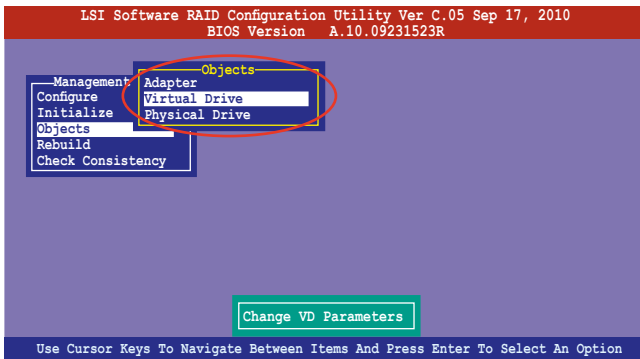 LSI Software RAID Configuration Utility Ver C.05 Sep 17, 2010
BIOS Version A.10.09231523R
Management
Configure
Initialize
Objects
Rebuild
Check Consistency
Objects
Adapter
Virtual Drive
Physical Drive
Change VD Parameters
Use Cursor Keys To Navigate Between Items And Press Enter To Select An Option